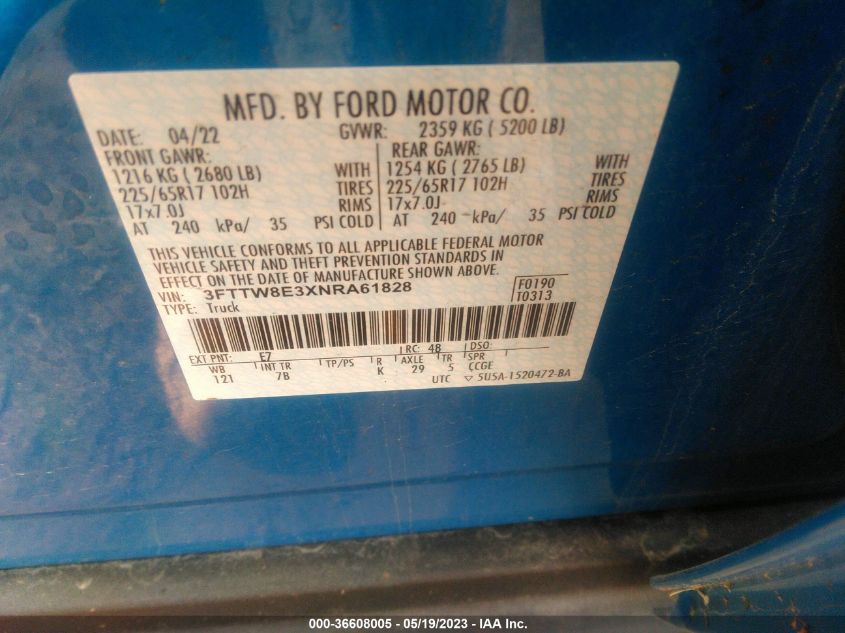 MFD. BY FORD MOTOR CO.
DATE: 04/22 GVWR: 2359 KG ( 5200 LB)
FRONT GAWR: REAR GAWR:
1216 KG ( 2680 LB) WITH 1254 KG ( 2765 LB) WITH
225/65R17 102H TIRES 225/65R17 102H TIRES
17x7.0J RIMS 17x7.0J RIMS
AT 240 kPa/ 35 PSI COLD AT 240 kPa/ 35 PSI COLD
THIS VEHICLE CONFORMS TO ALL APPLICABLE FEDERAL MOTOR
VEHICLE SAFETY AND THEFT PREVENTION STANDARDS IN
EFFECT ON THE DATE OF MANUFACTURE SHOWN ABOVE.
VIN: 3FTTW8E3XNRA61828 F0190
TYPE: Truck T0313
EXT PNT: E7 RC: 48 DSO:
WB INT TR TP/PS R AXLE TR SPR
121 7B K 29 5 CCGE
UTC ▽ 5U5A-1520472-BA
000-36608005 - 05/19/2023 - IAA Inc.